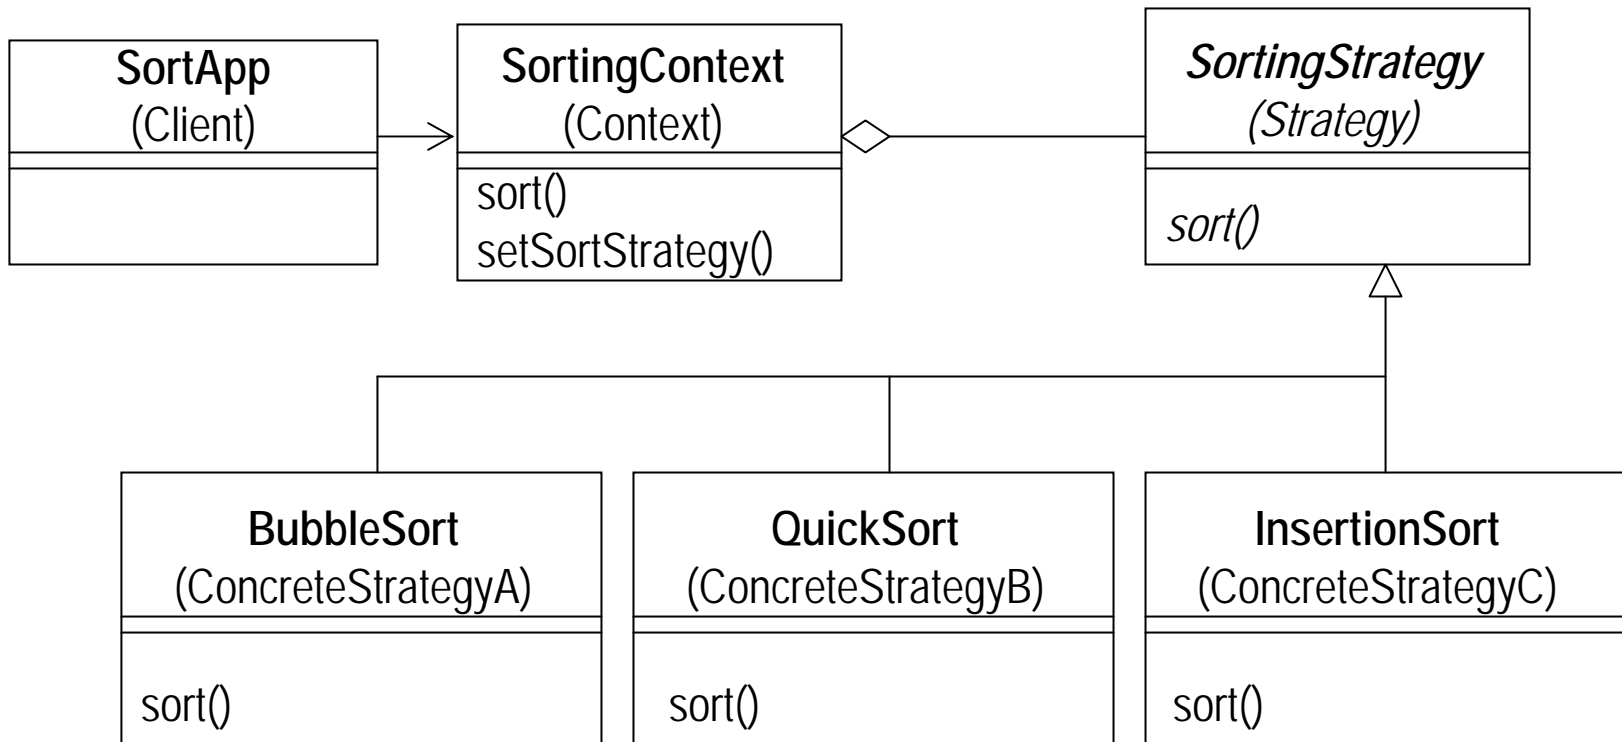 SortApp
(Client)
SortingContext
(Context)
sort()
setSortStrategy()
SortingStrategy
(Strategy)
sort()
BubbleSort
(ConcreteStrategyA)
sort()
QuickSort
(ConcreteStrategyB)
sort()
InsertionSort
(ConcreteStrategyC)
sort()